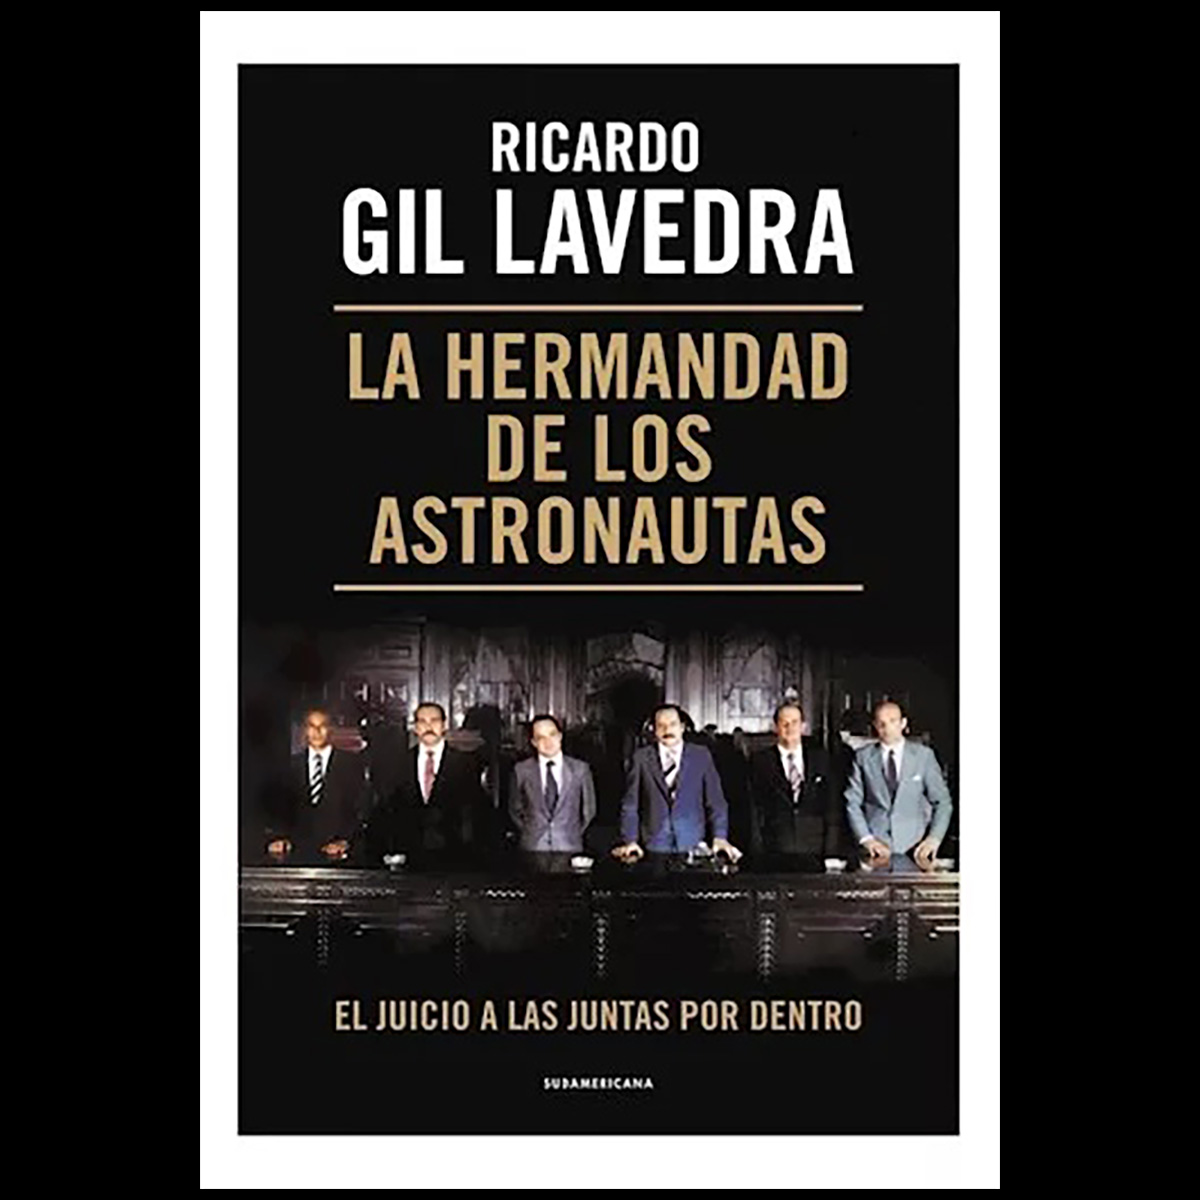 RICARDO
GIL LAVEDRA
LA HERMANDAD
DE LOS
ASTRONAUTAS
EL JUICIO A LAS JUNTAS POR DENTRO
SUDAMERICANA